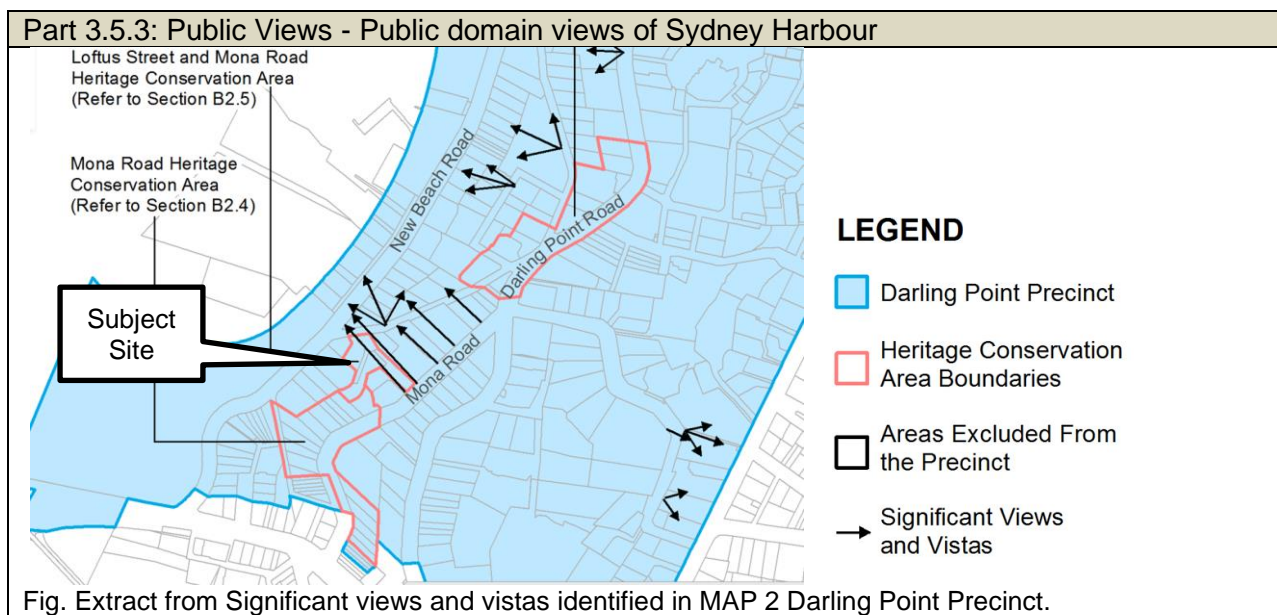 Part 3.5.3: Public Views - Public domain views of Sydney Harbour
Loftus Street and Mona Road
Heritage Conservation Area
(Refer to Section B2.5)
Mona Road Heritage
Conservation Area
(Refer to Section B2.4)
New Beach Road
Darling Point Road
Mona Road
Subject
Site
LEGEND
Darling Point Precinct
Heritage Conservation
Area Boundaries
Areas Excluded From
the Precinct
Significant Views
and Vistas
Fig. Extract from Significant views and vistas identified in MAP 2 Darling Point Precinct.